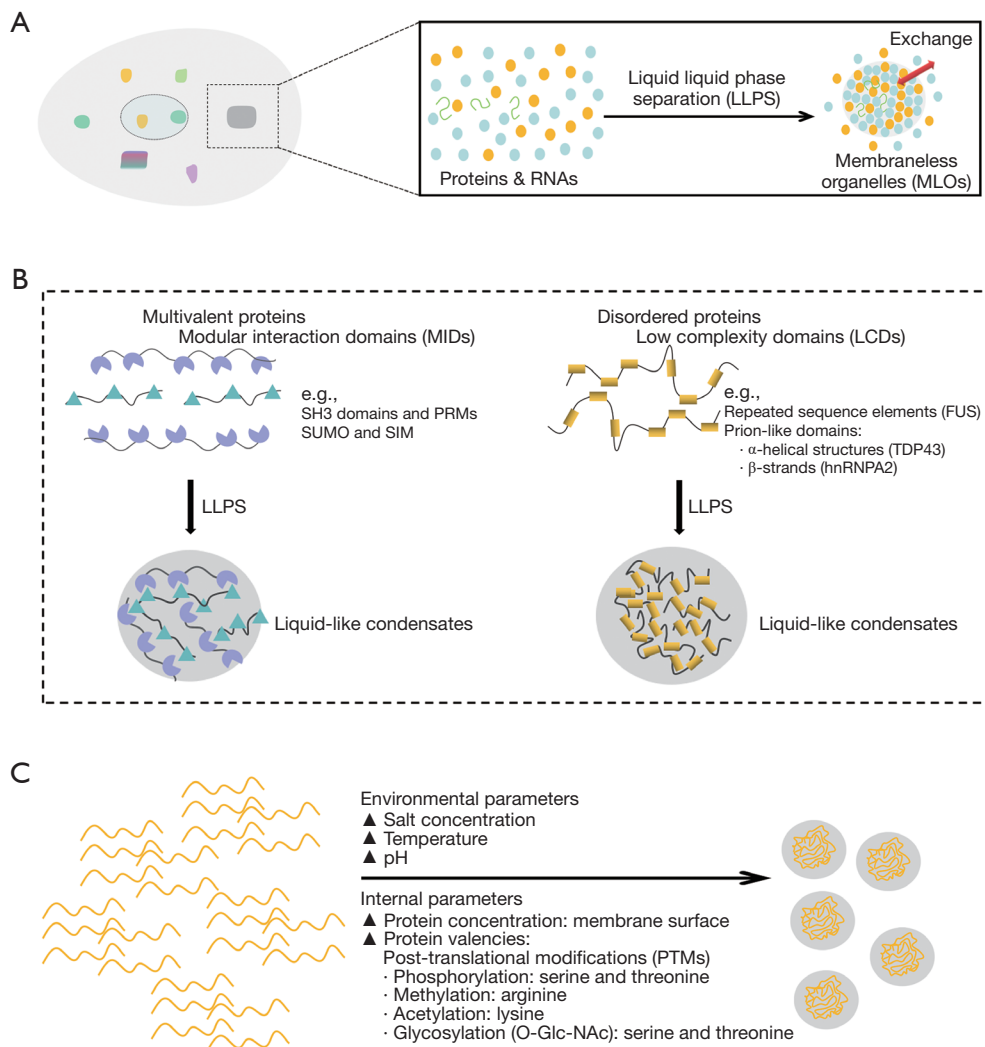 A
Proteins & RNAs
Liquid liquid phase
separation (LLPS)
Exchange
Membraneless
organelles (MLOs)
B
Multivalent proteins
Modular interaction domains (MIDs)
e.g.,
SH3 domains and PRMs
SUMO and SIM
LLPS
Liquid-like condensates
Disordered proteins
Low complexity domains (LCDs)
e.g.,
Repeated sequence elements (FUS)
Prion-like domains:
· α-helical structures (TDP43)
· β-strands (hnRNPA2)
LLPS
Liquid-like condensates
C
Environmental parameters
▲ Salt concentration
▲ Temperature
▲ pH
Internal parameters
▲ Protein concentration: membrane surface
▲ Protein valencies:
Post-translational modifications (PTMs)
· Phosphorylation: serine and threonine
· Methylation: arginine
· Acetylation: lysine
· Glycosylation (O-Glc-NAc): serine and threonine